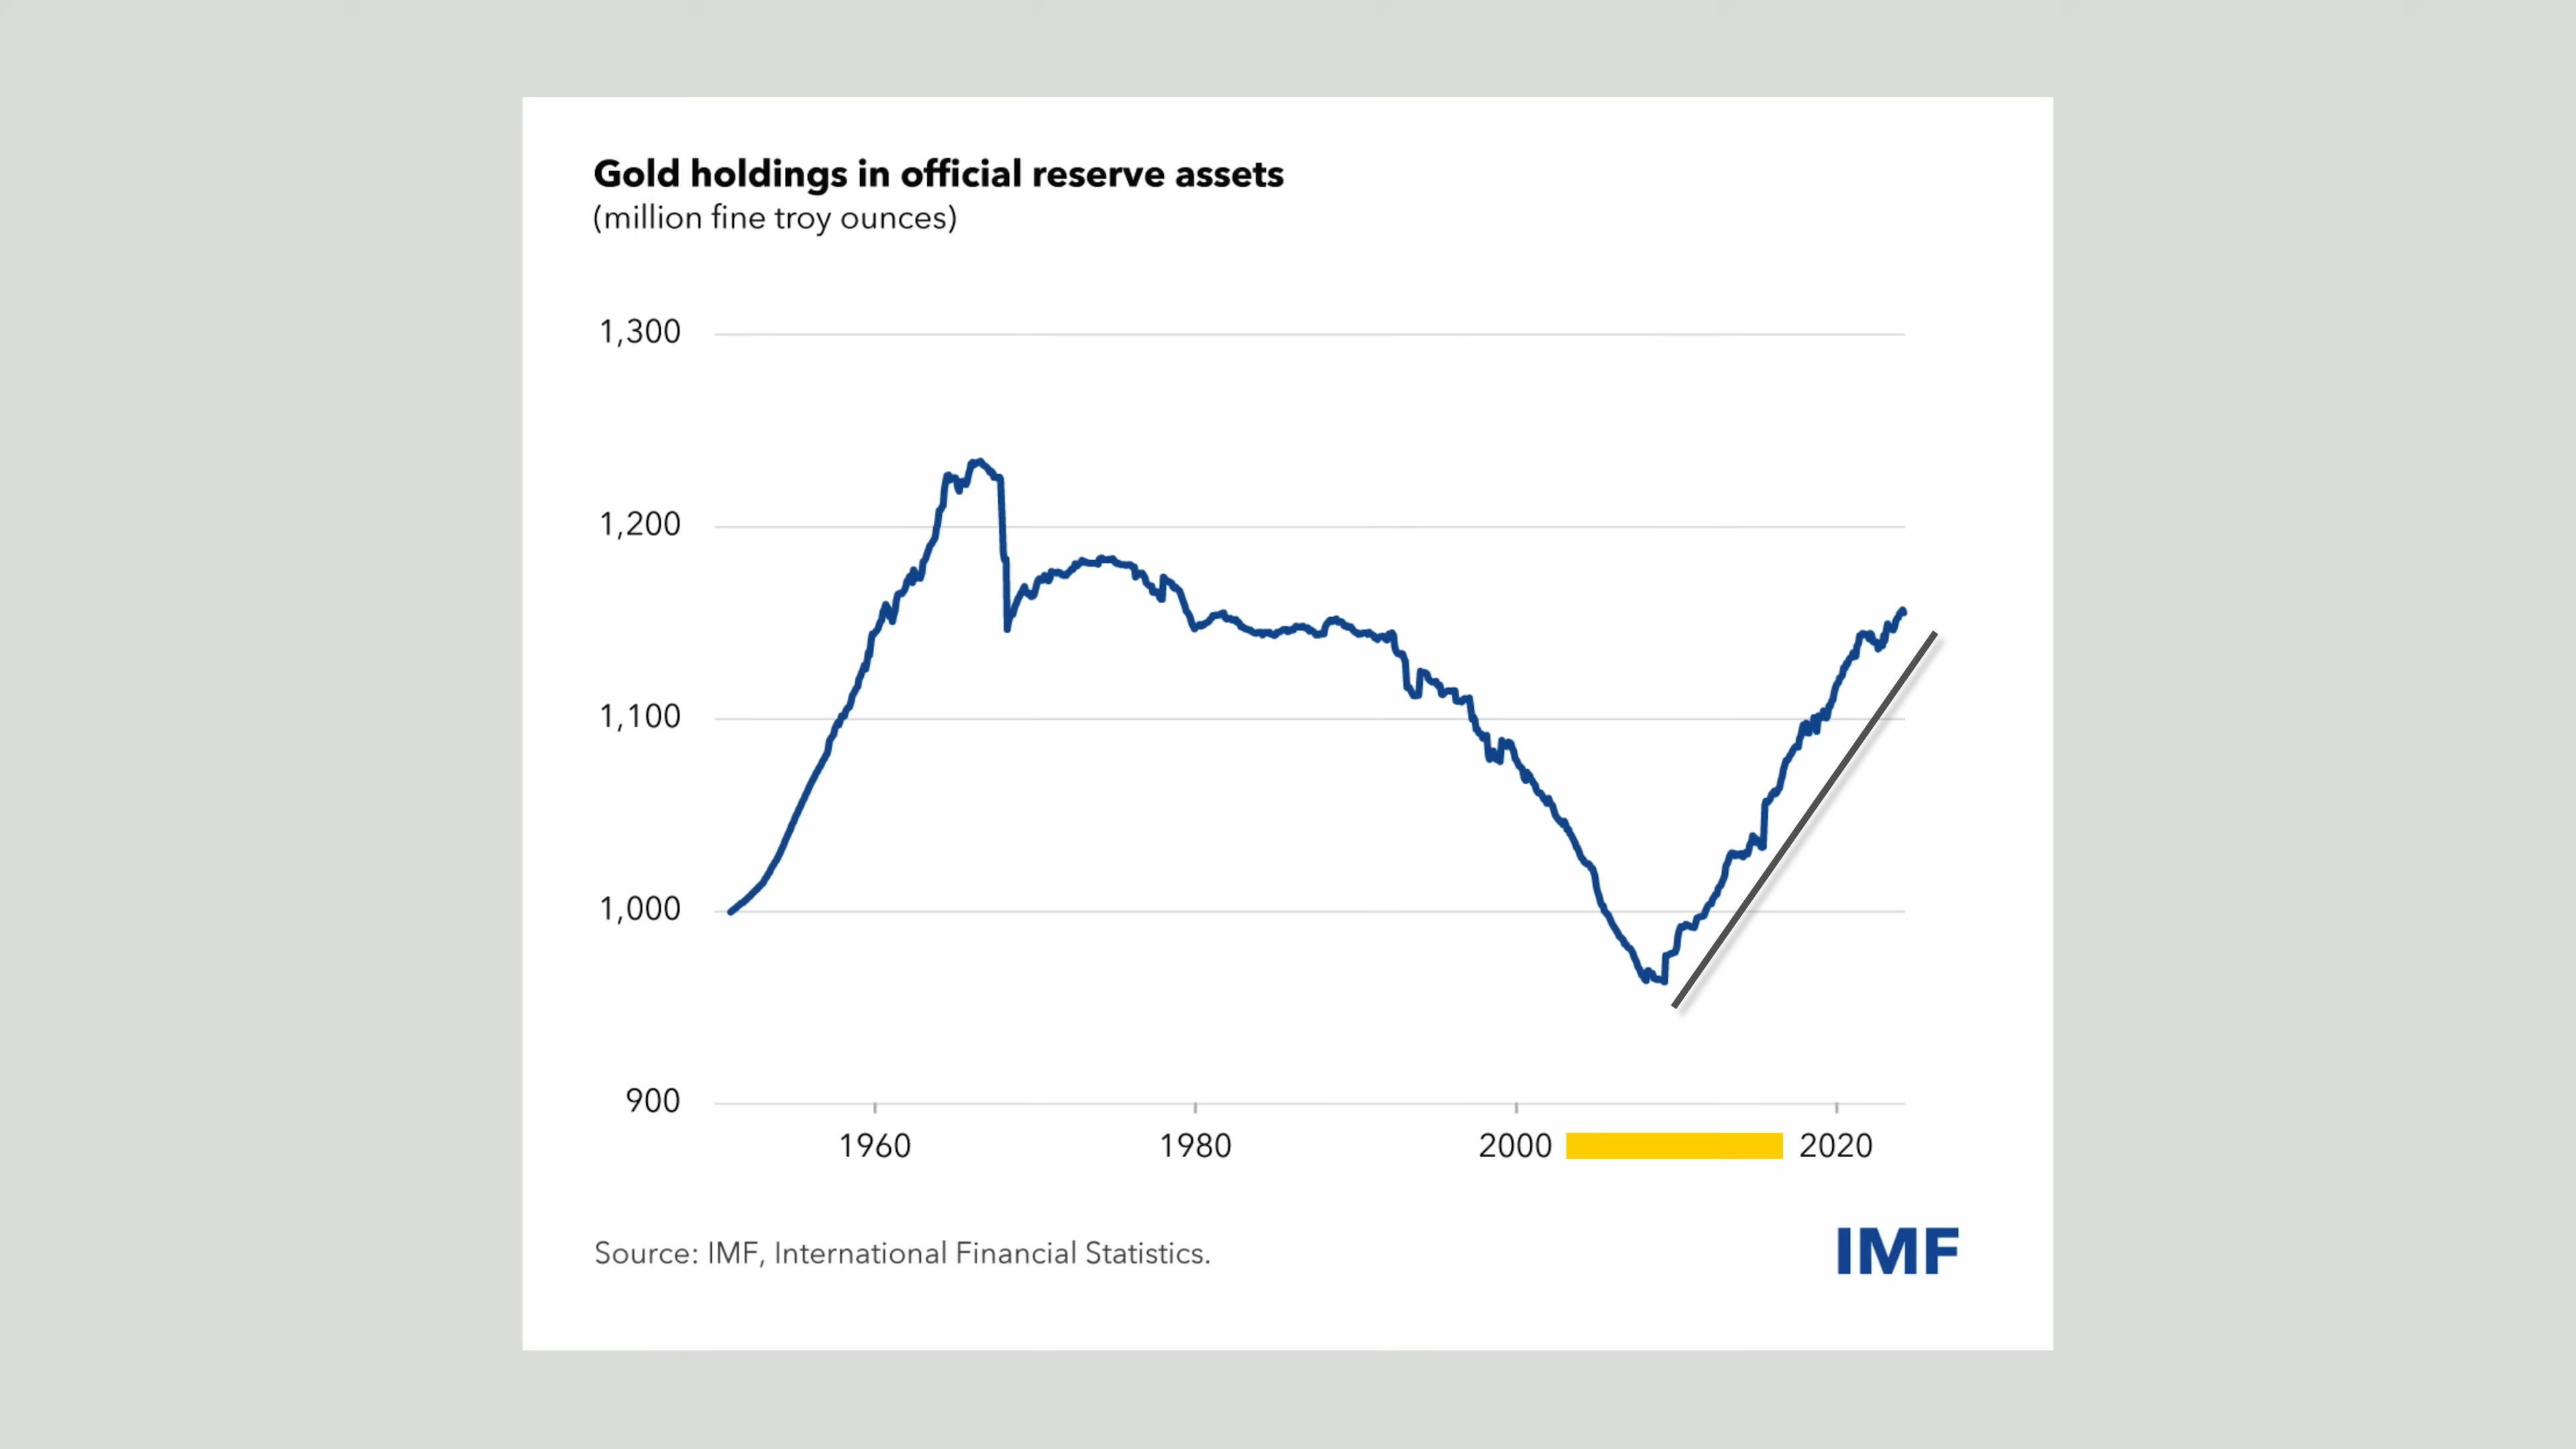 Gold holdings in official reserve assets
(million fine troy ounces)
1,300
1,200
1,100
1,000
900
1960 1980 2000 2020
Source: IMF, International Financial Statistics.
IMF